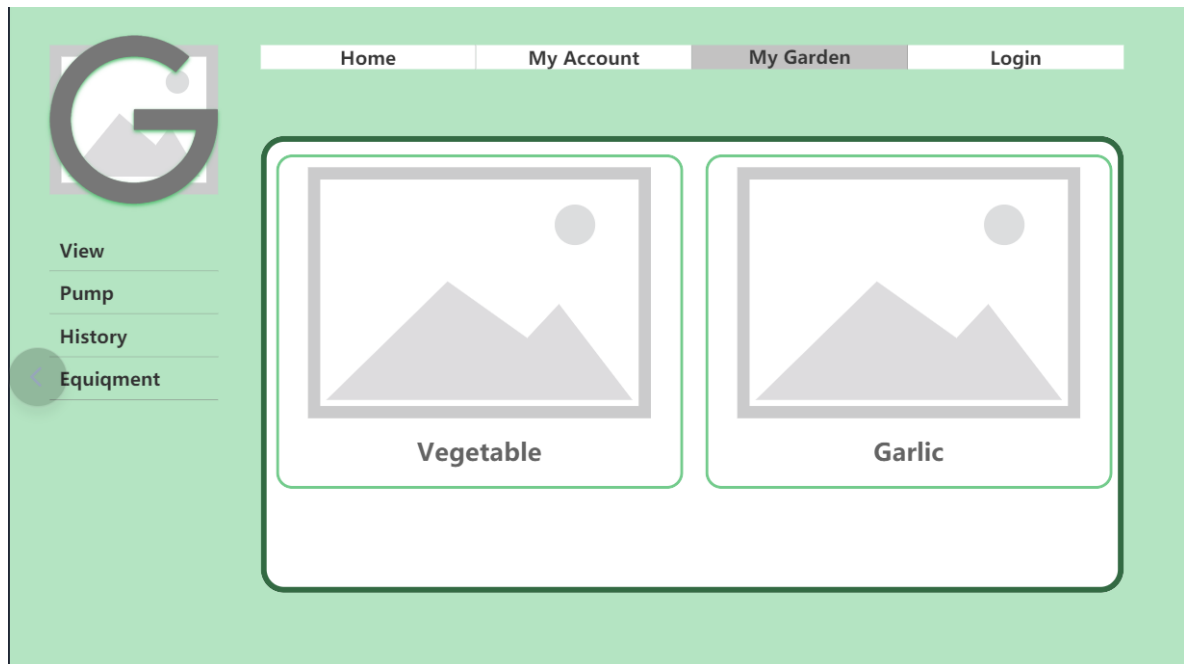 G
Home
My Account
My Garden
Login
View
Pump
History
Equiqment
Vegetable
Garlic